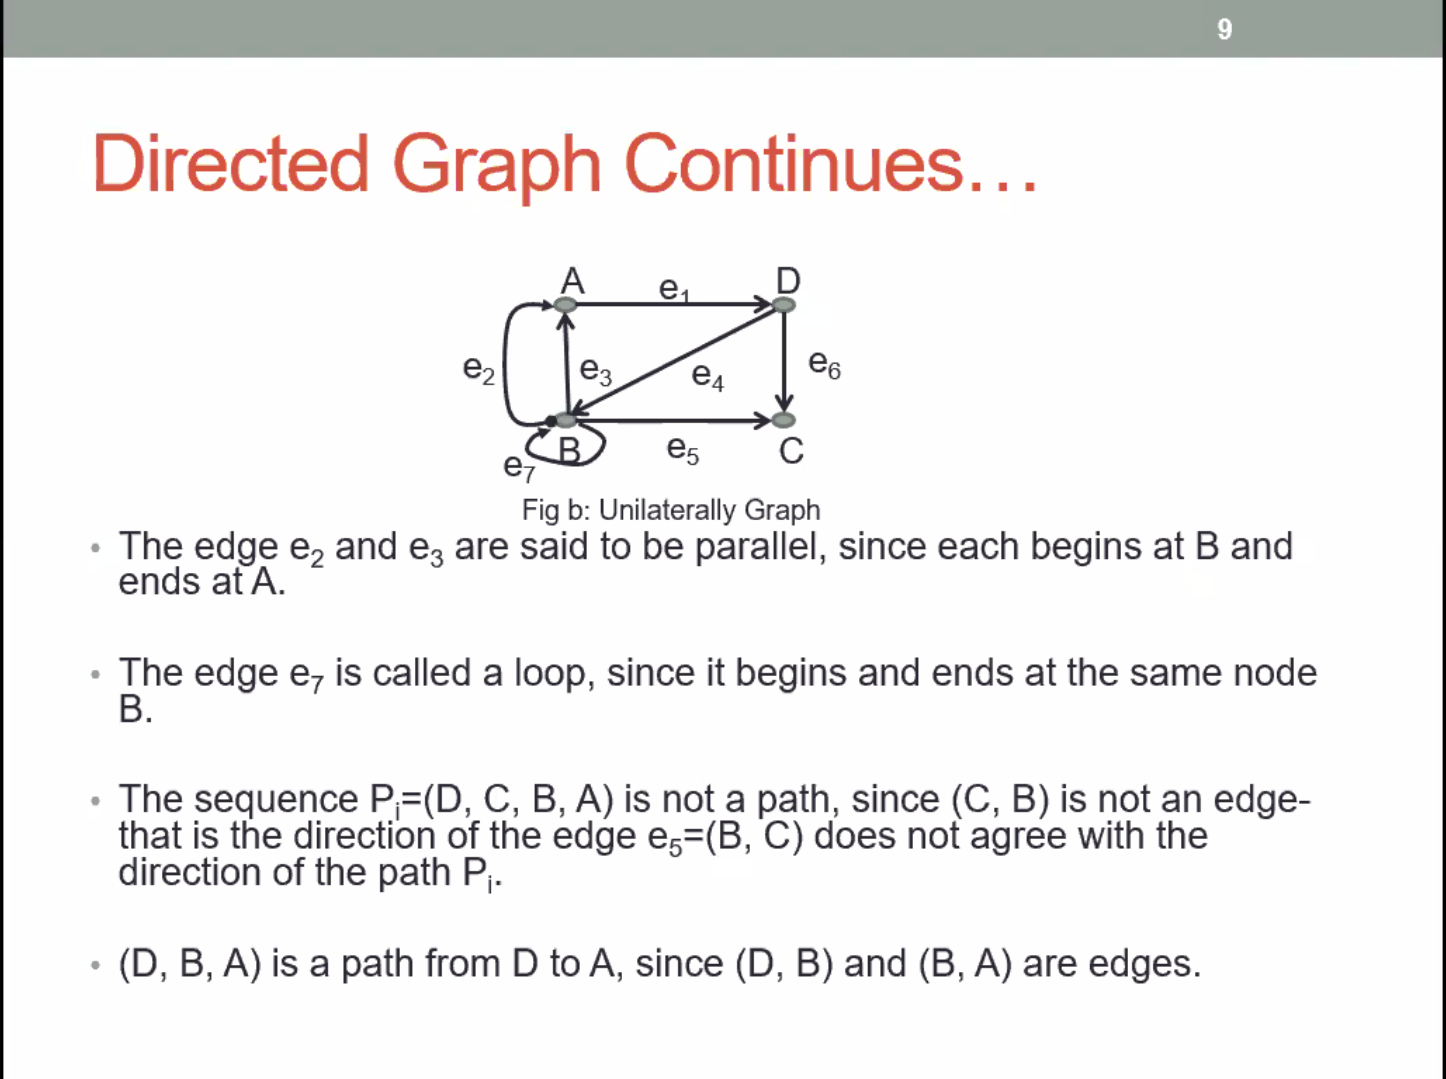 9
Directed Graph Continues…
A
e₁
D
e₂
e₃
e₄
e₆
B
e₅
C
e₇
Fig b: Unilaterally Graph
• The edge e₂ and e₃ are said to be parallel, since each begins at B and
ends at A.
• The edge e₇ is called a loop, since it begins and ends at the same node
B.
• The sequence Pᵢ=(D, C, B, A) is not a path, since (C, B) is not an edge-
that is the direction of the edge e₅=(B, C) does not agree with the
direction of the path Pᵢ.
• (D, B, A) is a path from D to A, since (D, B) and (B, A) are edges.